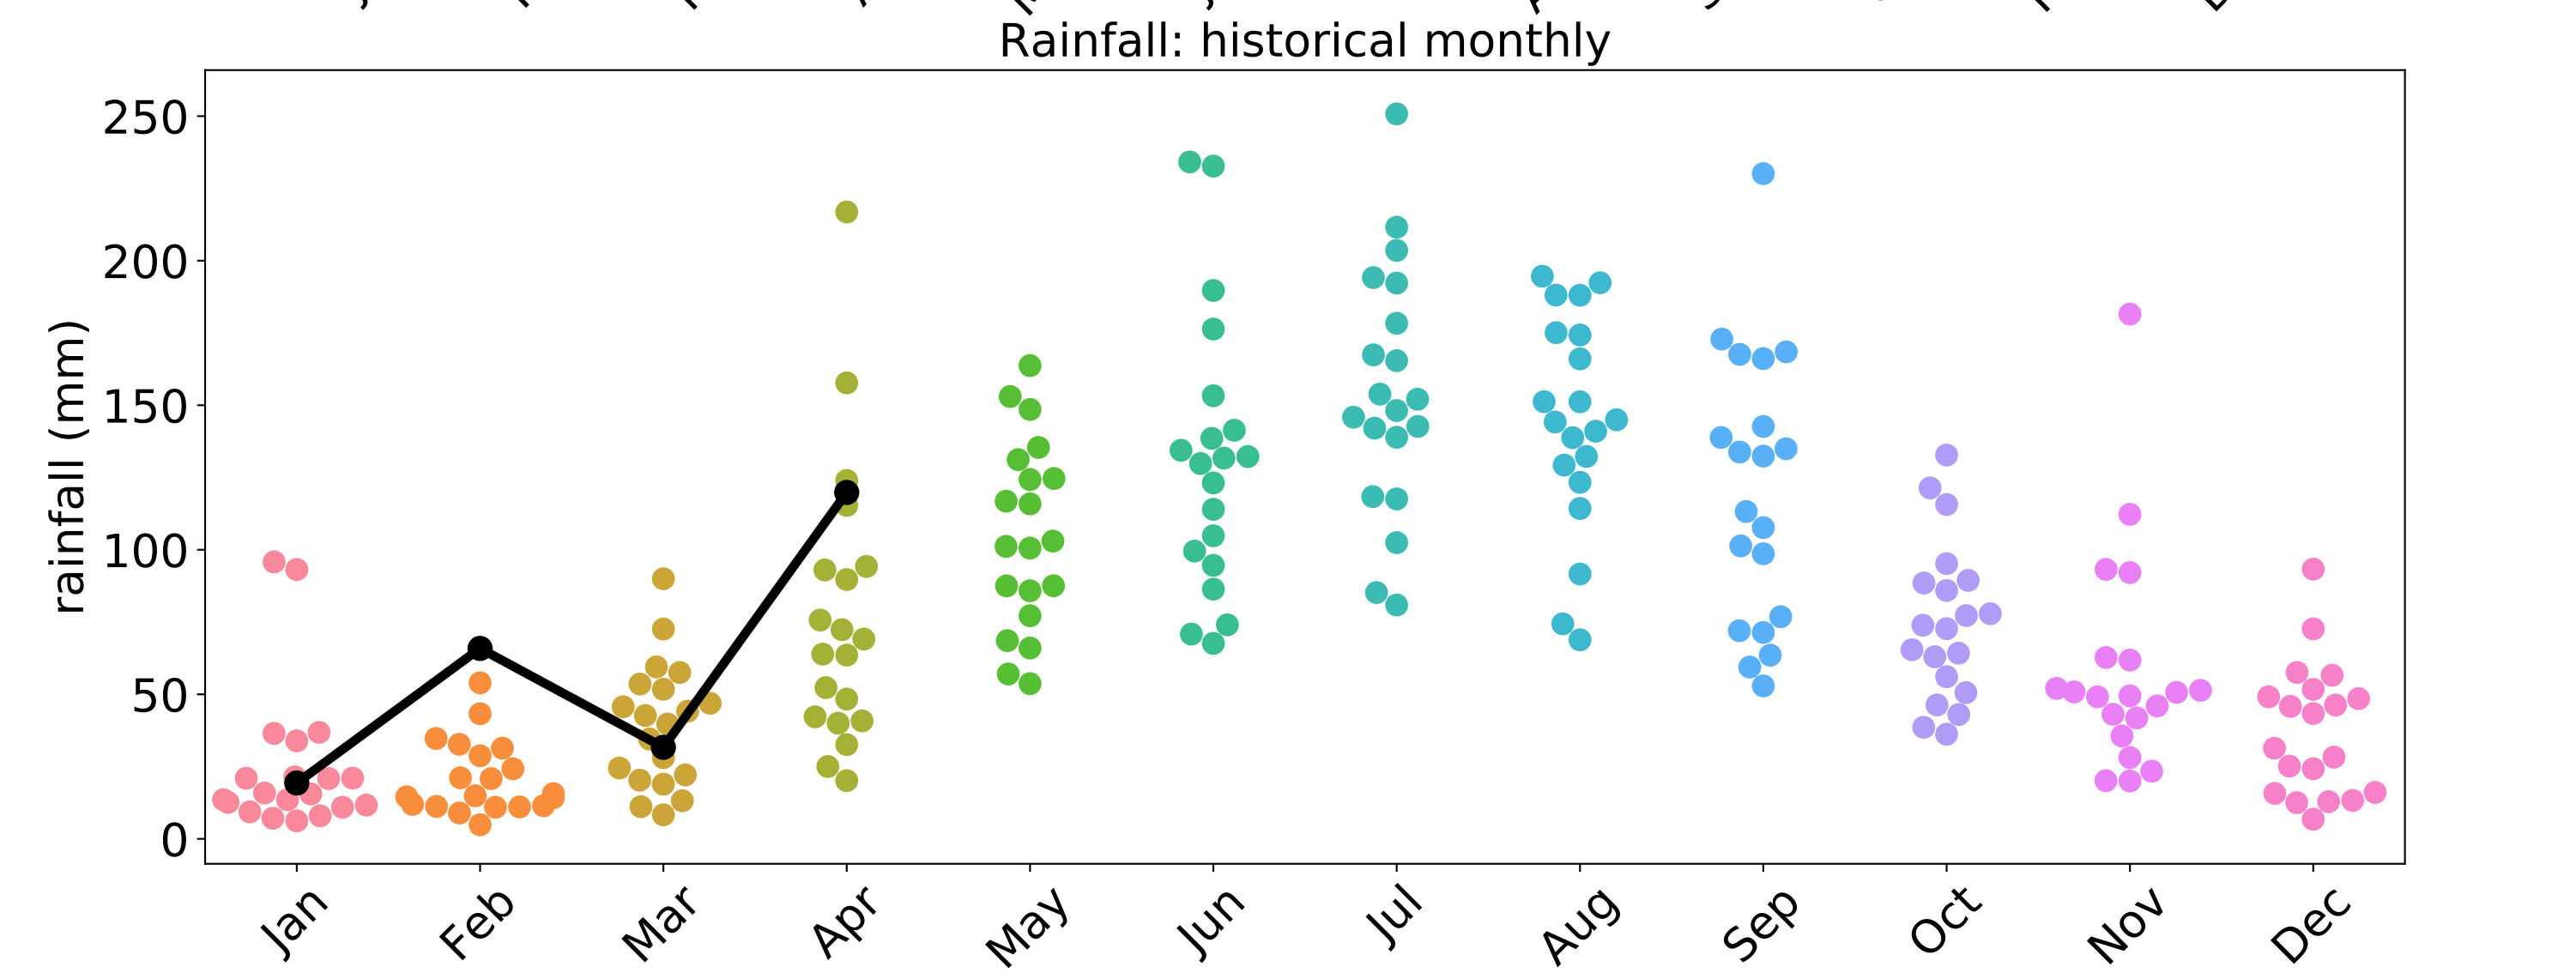 Rainfall: historical monthly
rainfall (mm)
250
200
150
100
50
0
Jan
Feb
Mar
Apr
May
Jun
Jul
Aug
Sep
Oct
Nov
Dec